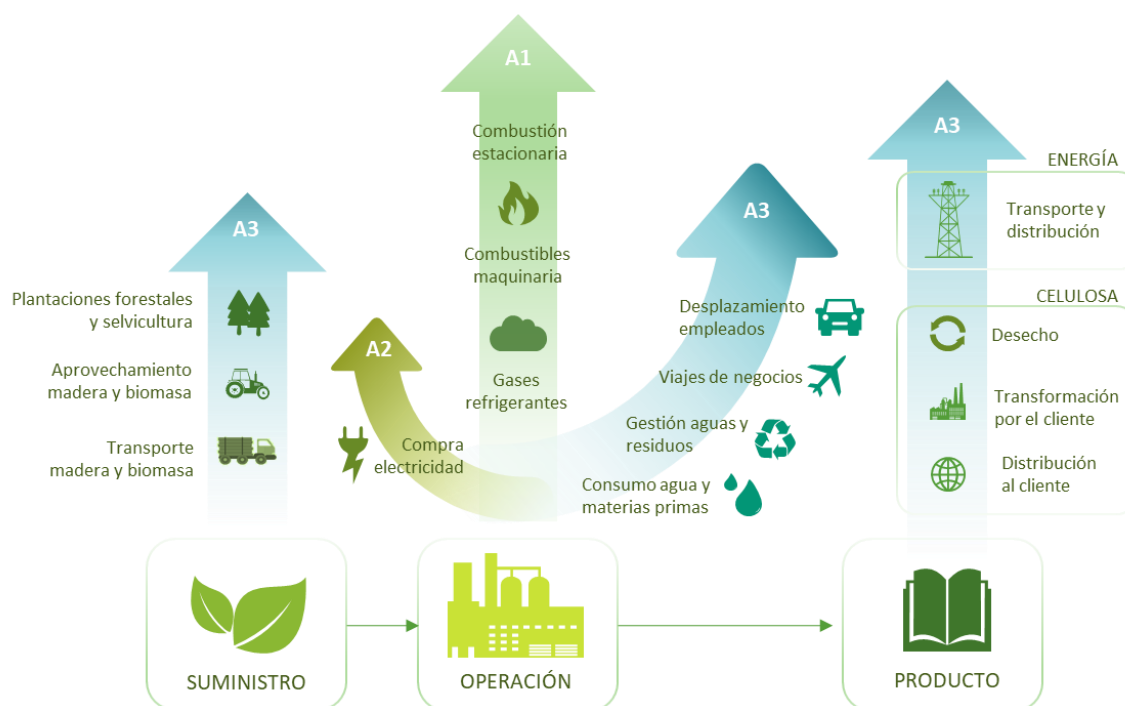 A3
Plantaciones forestales
y selvicultura
Aprovechamiento
madera y biomasa
Transporte
madera y biomasa
A2
Compra
electricidad
A1
Combustión
estacionaria
Combustibles
maquinaria
Gases
refrigerantes
A3
Desplazamiento
empleados
Viajes de negocios
Gestión aguas y
residuos
Consumo agua y
materias primas
A3
ENERGÍA
Transporte y
distribución
CELULOSA
Desecho
Transformación
por el cliente
Distribución
al cliente
SUMINISTRO
OPERACIÓN
PRODUCTO